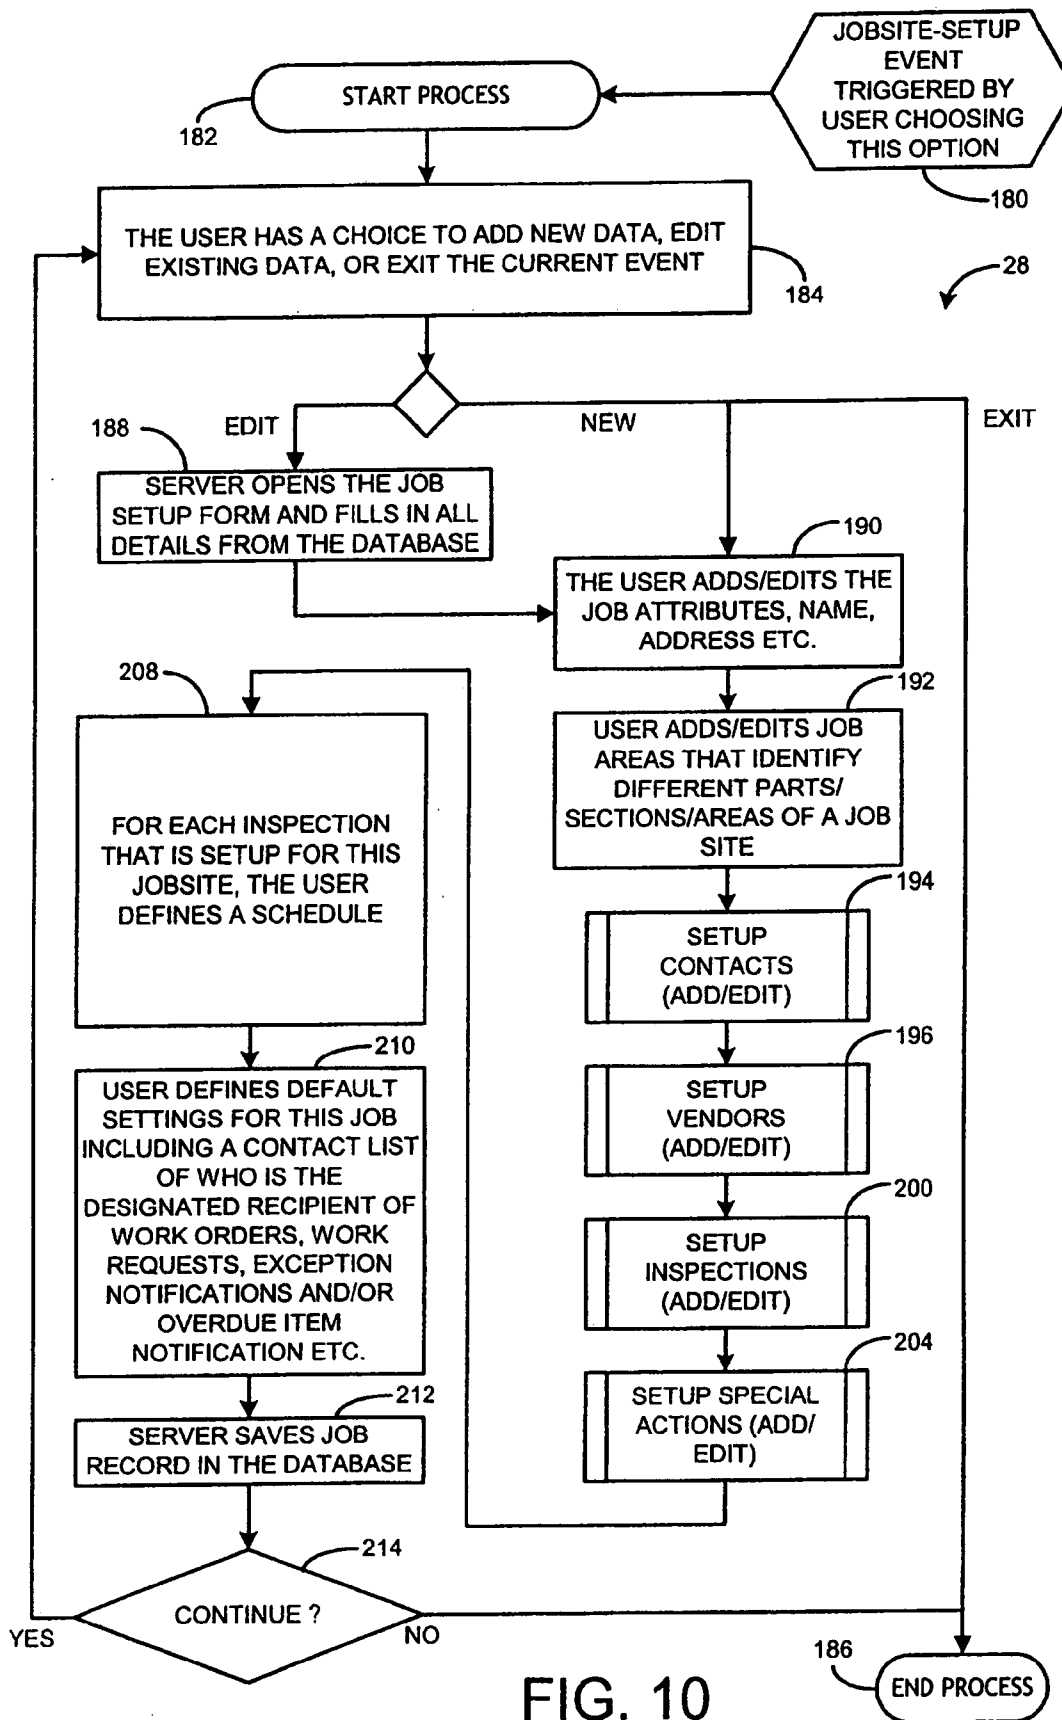 JOBSITE-SETUP
EVENT
TRIGGERED BY
USER CHOOSING
THIS OPTION
180
START PROCESS
182
THE USER HAS A CHOICE TO ADD NEW DATA, EDIT
EXISTING DATA, OR EXIT THE CURRENT EVENT
184
28
EDIT
NEW
EXIT
188
SERVER OPENS THE JOB
SETUP FORM AND FILLS IN ALL
DETAILS FROM THE DATABASE
190
THE USER ADDS/EDITS THE
JOB ATTRIBUTES, NAME,
ADDRESS ETC.
192
USER ADDS/EDITS JOB
AREAS THAT IDENTIFY
DIFFERENT PARTS/
SECTIONS/AREAS OF A JOB
SITE
194
SETUP
CONTACTS
(ADD/EDIT)
196
SETUP
VENDORS
(ADD/EDIT)
200
SETUP
INSPECTIONS
(ADD/EDIT)
204
SETUP SPECIAL
ACTIONS (ADD/
EDIT)
208
FOR EACH INSPECTION
THAT IS SETUP FOR THIS
JOBSITE, THE USER
DEFINES A SCHEDULE
210
USER DEFINES DEFAULT
SETTINGS FOR THIS JOB
INCLUDING A CONTACT LIST
OF WHO IS THE
DESIGNATED RECIPIENT OF
WORK ORDERS, WORK
REQUESTS, EXCEPTION
NOTIFICATIONS AND/OR
OVERDUE ITEM
NOTIFICATION ETC.
212
SERVER SAVES JOB
RECORD IN THE DATABASE
214
CONTINUE ?
YES
NO
186
END PROCESS
FIG. 10